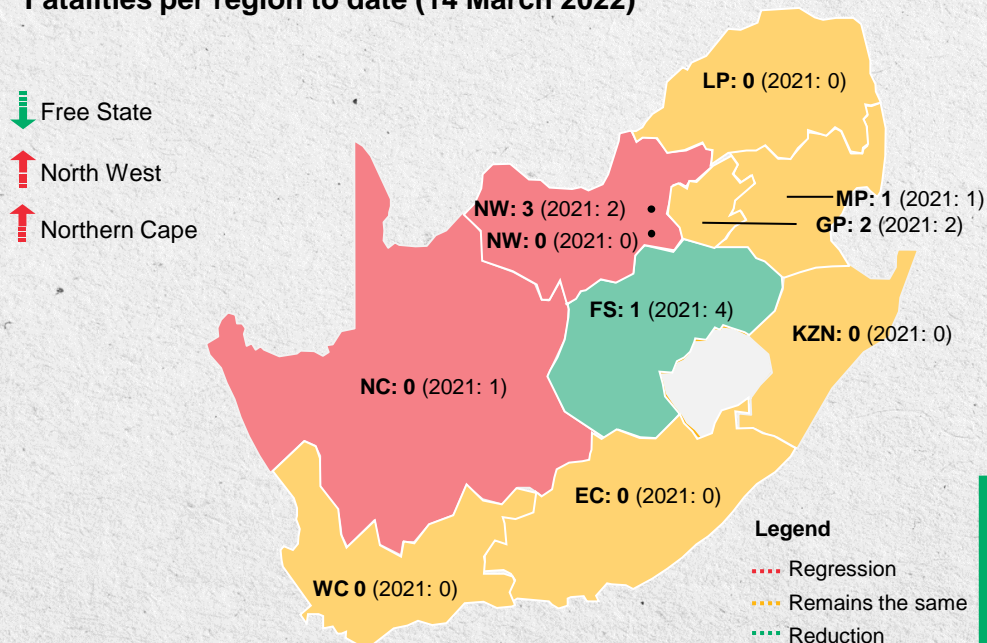 Fatalities per region to date (14 March 2022)
LP: 0 (2021: 0)
Free State
North West
Northern Cape
NW: 3 (2021: 2)
NW: 0 (2021: 0)
MP: 1 (2021: 1)
GP: 2 (2021: 2)
FS: 1 (2021: 4)
KZN: 0 (2021: 0)
NC: 0 (2021: 1)
EC: 0 (2021: 0)
WC 0 (2021: 0)
Legend
Regression
Remains the same
Reduction